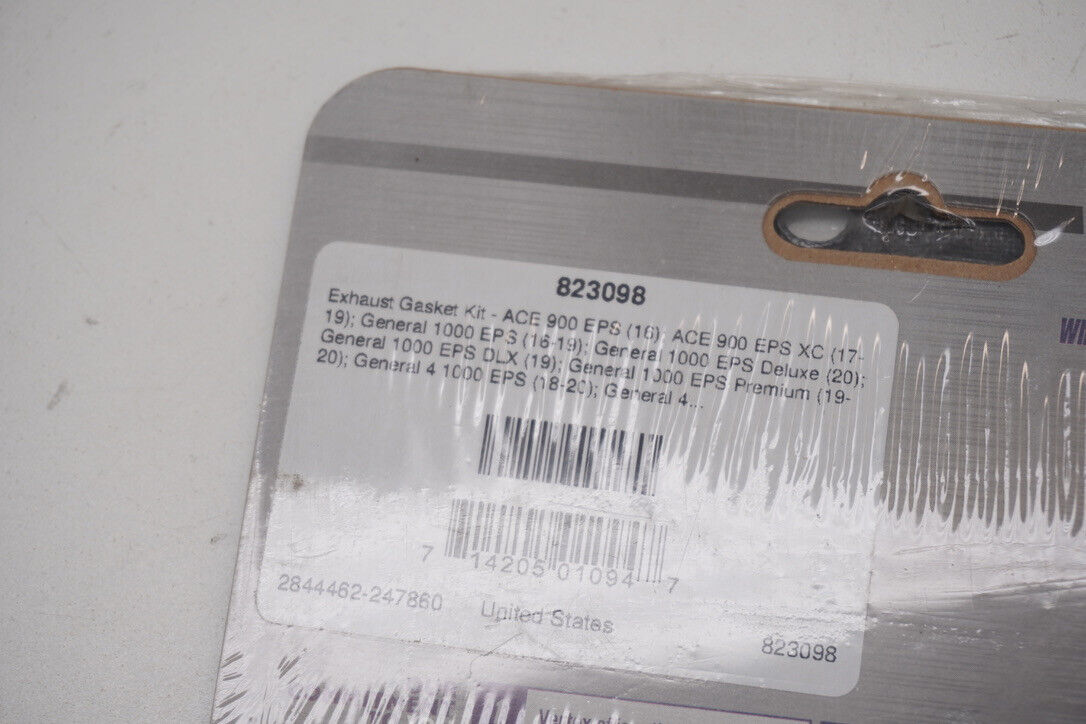 823098
Exhaust Gasket Kit - ACE 900 EPS (16); ACE 900 EPS XC (17-
19); General 1000 EPS (16-19); General 1000 EPS Deluxe (20);
General 1000 EPS DLX (19); General 1000 EPS Premium (19-
20); General 4 1000 EPS (18-20); General 4...
7 14205 01094 7
2844462-247860
United States
823098